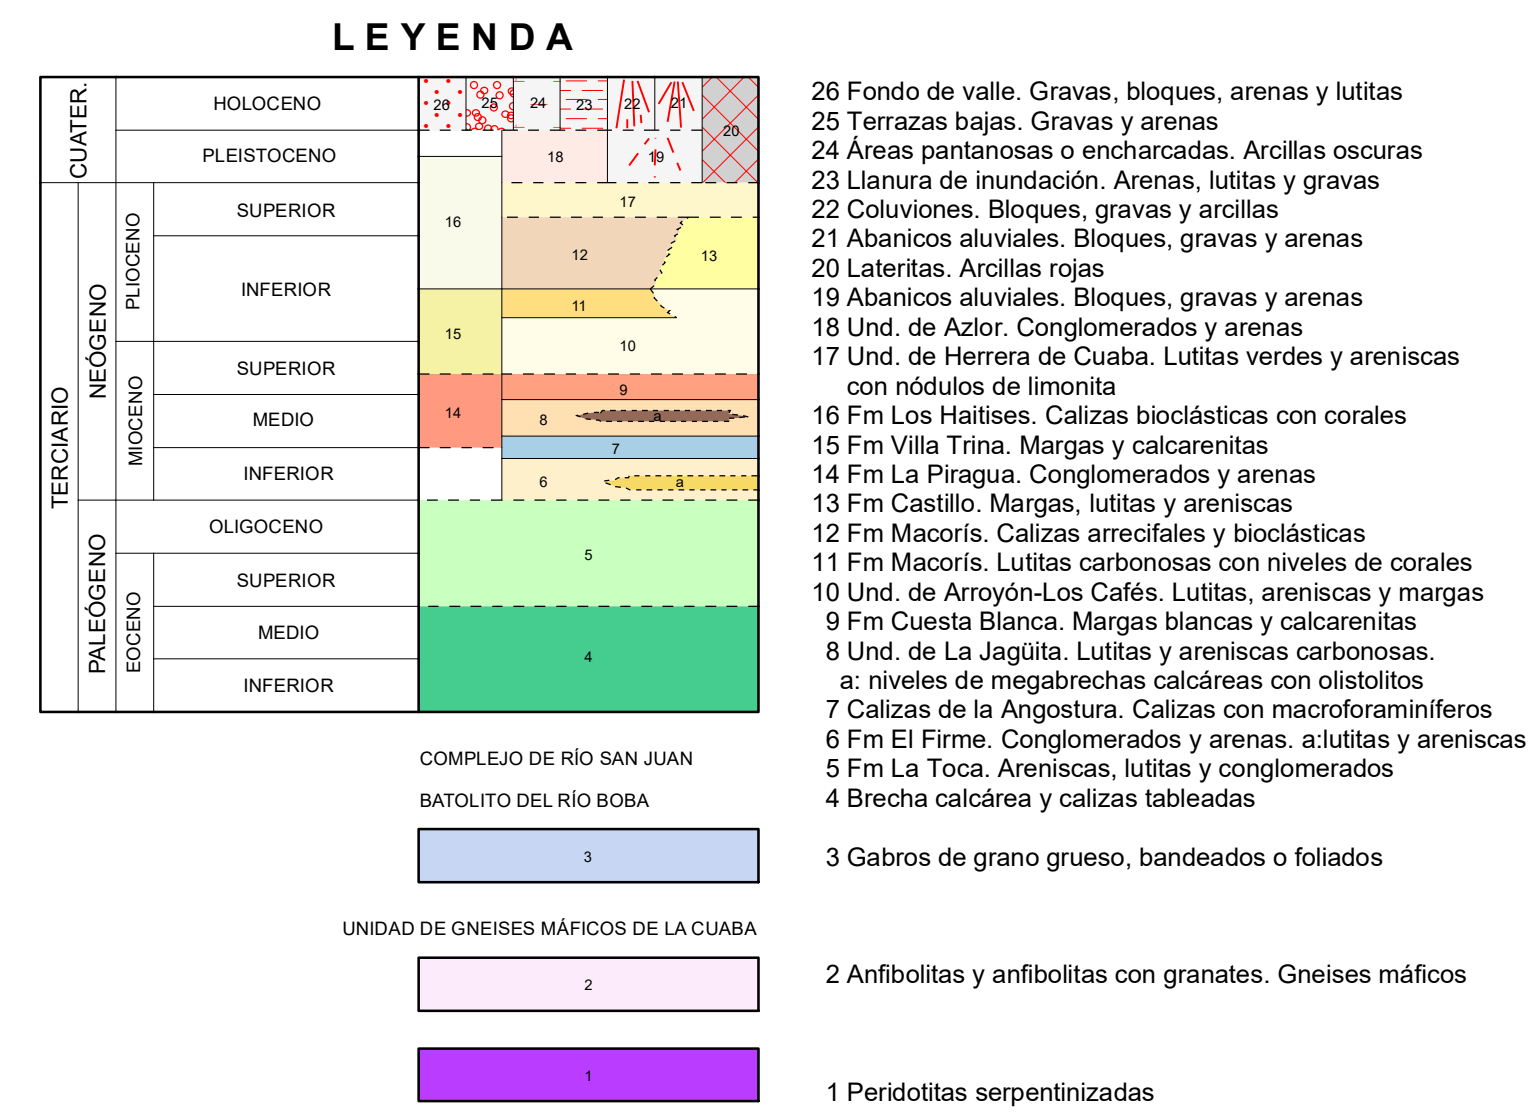 LEYENDA
CUATER.
HOLOCENO
PLEISTOCENO
TERCIARIO
NEÓGENO
PLIOCENO
SUPERIOR
INFERIOR
MIOCENO
SUPERIOR
MEDIO
INFERIOR
PALEÓGENO
OLIGOCENO
EOCENO
SUPERIOR
MEDIO
INFERIOR
26 25 24 23 22 21
20
18 19
17
16
12 13
11
15
10
9
14
8 a
7
6 a
5
4
COMPLEJO DE RÍO SAN JUAN
BATOLITO DEL RÍO BOBA
3
UNIDAD DE GNEISES MÁFICOS DE LA CUABA
2
1
26 Fondo de valle. Gravas, bloques, arenas y lutitas
25 Terrazas bajas. Gravas y arenas
24 Áreas pantanosas o encharcadas. Arcillas oscuras
23 Llanura de inundación. Arenas, lutitas y gravas
22 Coluviones. Bloques, gravas y arcillas
21 Abanicos aluviales. Bloques, gravas y arenas
20 Lateritas. Arcillas rojas
19 Abanicos aluviales. Bloques, gravas y arenas
18 Und. de Azlor. Conglomerados y arenas
17 Und. de Herrera de Cuaba. Lutitas verdes y areniscas
con nódulos de limonita
16 Fm Los Haitises. Calizas bioclásticas con corales
15 Fm Villa Trina. Margas y calcarenitas
14 Fm La Piragua. Conglomerados y arenas
13 Fm Castillo. Margas, lutitas y areniscas
12 Fm Macorís. Calizas arrecifales y bioclásticas
11 Fm Macorís. Lutitas carbonosas con niveles de corales
10 Und. de Arroyón-Los Cafés. Lutitas, areniscas y margas
9 Fm Cuesta Blanca. Margas blancas y calcarenitas
8 Und. de La Jagüita. Lutitas y areniscas carbonosas.
a: niveles de megabrechas calcáreas con olistolitos
7 Calizas de la Angostura. Calizas con macroforaminíferos
6 Fm El Firme. Conglomerados y arenas. a:lutitas y areniscas
5 Fm La Toca. Areniscas, lutitas y conglomerados
4 Brecha calcárea y calizas tableadas
3 Gabros de grano grueso, bandeados o foliados
2 Anfibolitas y anfibolitas con granates. Gneises máficos
1 Peridotitas serpentinizadas